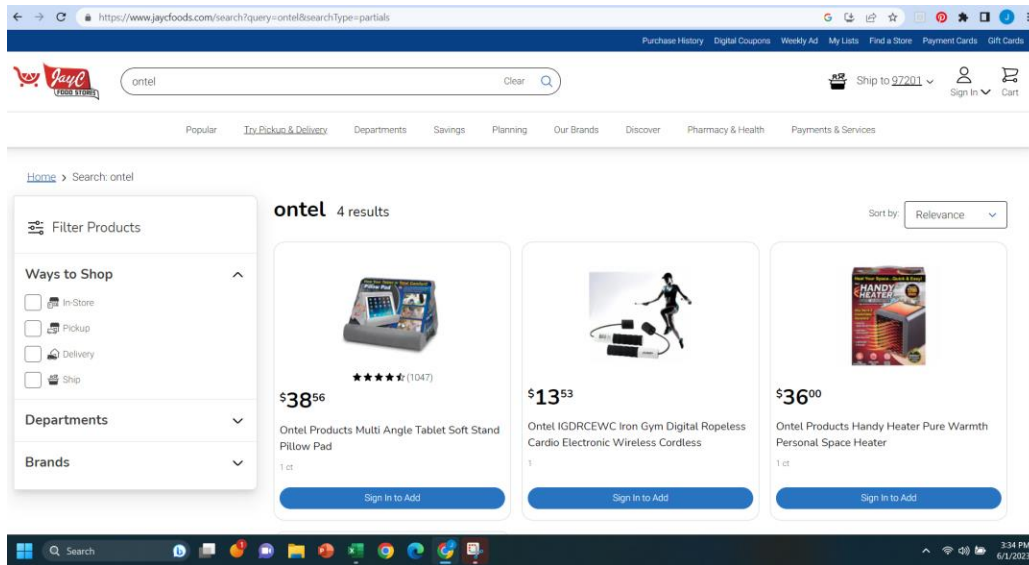 https://www.jaycfoods.com/search?query=ontel&searchType=partials
Purchase History Digital Coupons Weekly Ad My Lists Find a Store Payment Cards Gift Cards
JayC
FOOD STORES
ontel
Clear
Ship to 97201
Sign In
Cart
Popular Try Pickup & Delivery Departments Savings Planning Our Brands Discover Pharmacy & Health Payments & Services
Home > Search: ontel
Filter Products
Ways to Shop
In-Store
Pickup
Delivery
Ship
Departments
Brands
ontel 4 results
Sort by: Relevance
Pillow Pad
(1047)
$3856
Ontel Products Multi Angle Tablet Soft Stand
Pillow Pad
1 ct
Sign In to Add
$1353
Ontel IGDRCEWC Iron Gym Digital Ropeless
Cardio Electronic Wireless Cordless
1
Sign In to Add
HANDY
HEATER
$3600
Ontel Products Handy Heater Pure Warmth
Personal Space Heater
1 ct
Sign In to Add
Search
3:34 PM
6/1/2023